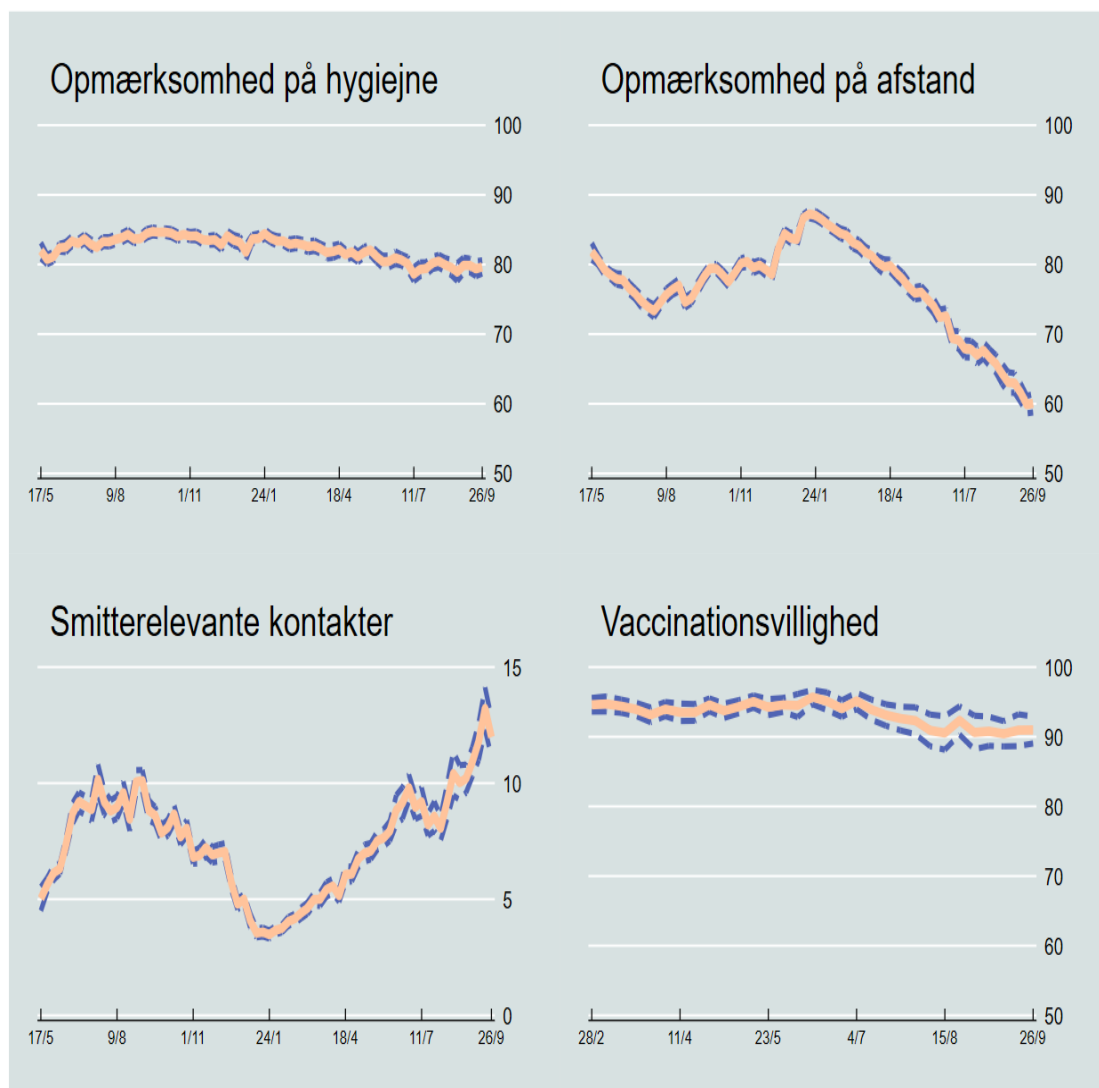 Opmærksomhed på hygiejne
100
90
80
70
60
50
17/5 9/8 1/11 24/1 18/4 11/7 26/9
Opmærksomhed på afstand
100
90
80
70
60
50
17/5 9/8 1/11 24/1 18/4 11/7 26/9
Smitterelevante kontakter
15
10
5
0
17/5 9/8 1/11 24/1 18/4 11/7 26/9
Vaccinationsvillighed
100
90
80
70
60
50
28/2 11/4 23/5 4/7 15/8 26/9